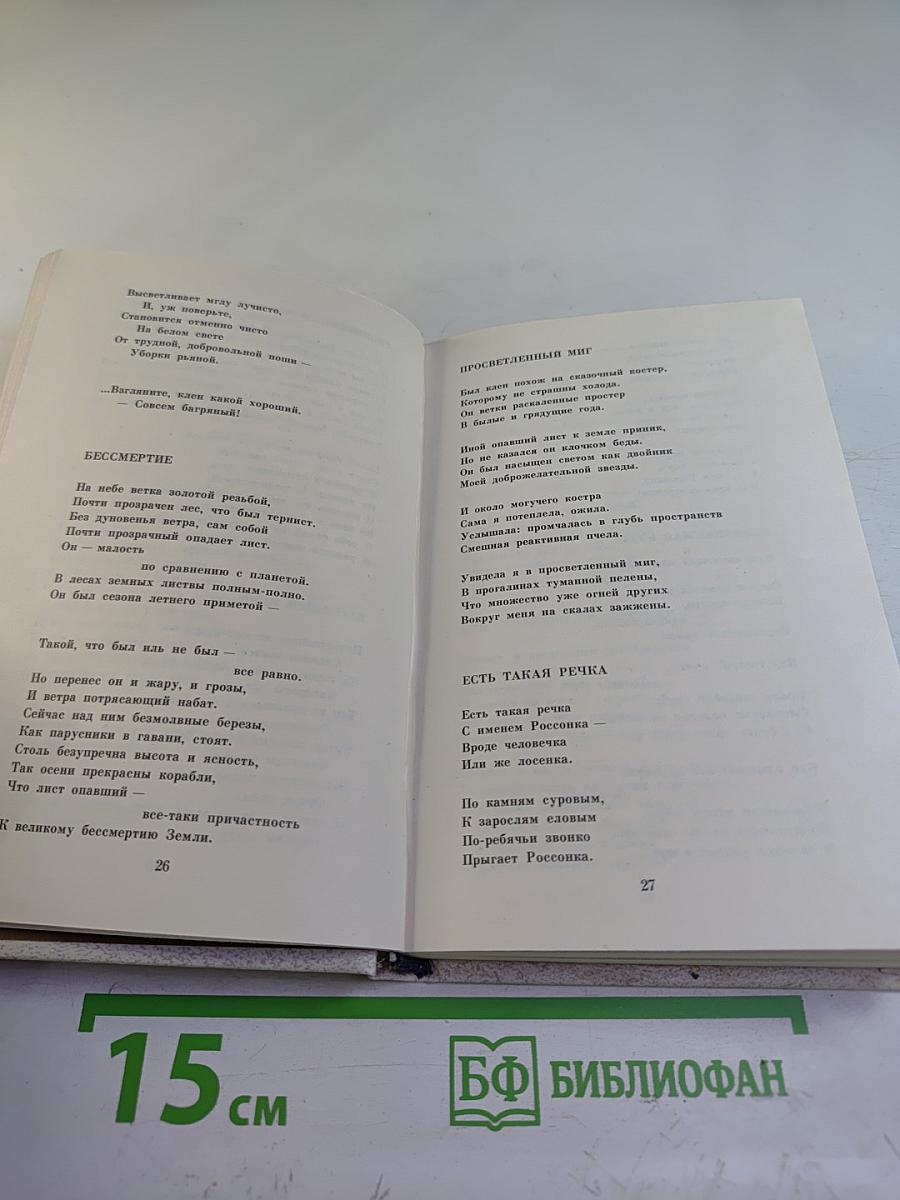 Высветливает мглу лучисто,
И, уж поверьте,
Становится отменно чисто
На белом свете
От трудной, добровольной ноши —
Уборки рьяной.
...Взгляните, клен какой хороший.
— Совсем багряный!
БЕССМЕРТИЕ
На небе ветка золотой резьбой,
Почти прозрачен лес, что был тернист.
Без дуновенья ветра, сам собой
Почти прозрачный опадает лист.
Он — малость
по сравнению с планетой.
В лесах земных листвы полным-полно.
Он был сезона летнего приметой —
Такой, что был иль не был —
все равно.
Но перенес он и жару, и грозы,
И ветра потрясающий набат.
Сейчас над ним безмолвные березы,
Как парусники в гавани, стоят.
Столь безупречна высота и ясность,
Так осени прекрасны корабли,
Что лист опавший —
все-таки причастность
К великому бессмертию Земли.
26
ПРОСВЕТЛЕННЫЙ МИГ
Был клен похож на сказочный костер,
Которому не страшны холода.
Он ветки раскаленные простер
В былые и грядущие года.
Иной опавший лист к земле приник,
Но не казался он клочком беды.
Он был насыщен светом как двойник
Моей доброжелательной звезды.
И около могучего костра
Сама я потеплела, ожила.
Услышала: промчалась в глубь пространств
Смешная реактивная пчела.
Увидела я в просветленный миг,
В прогалинах туманной пелены,
Что множество уже огней других
Вокруг меня на скалах зажжены.
ЕСТЬ ТАКАЯ РЕЧКА
Есть такая речка
С именем Россонка —
Вроде человечка
Или же лосенка.
По камням суровым,
К зарослям еловым
По-ребячьи звонко
Прыгает Россонка.
27
15 см
БФ БИБЛИОФАН